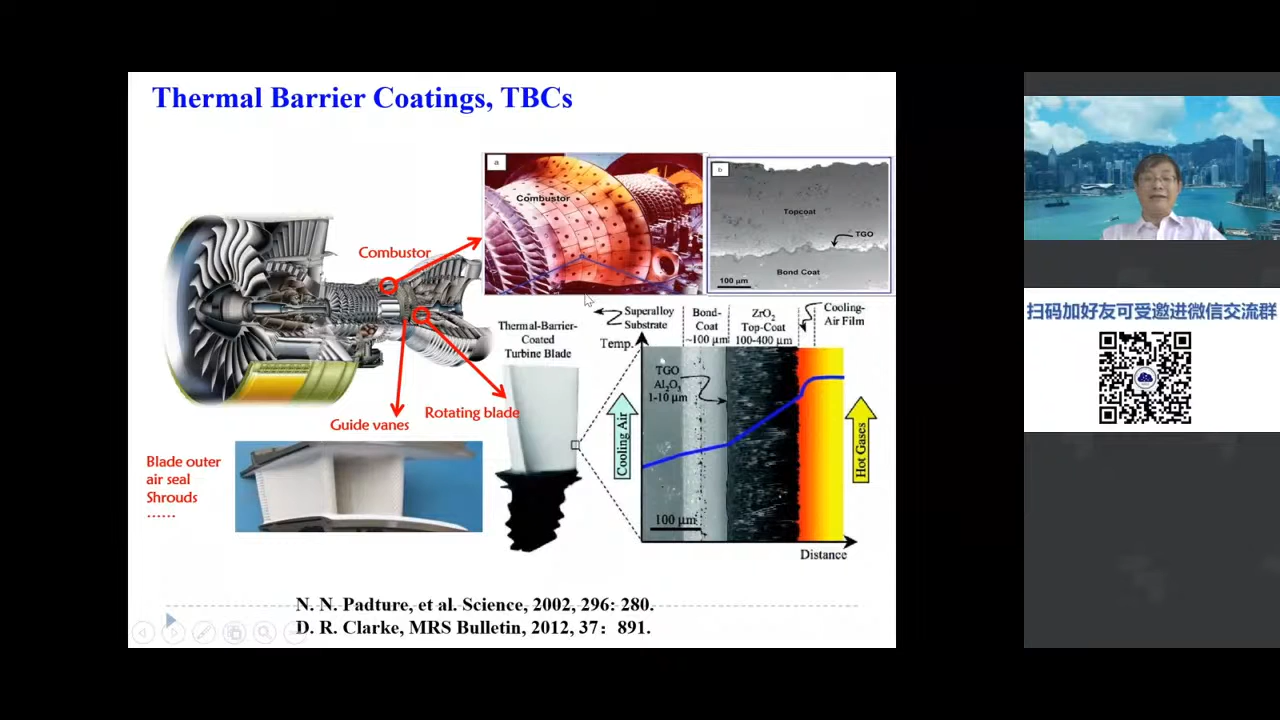 Thermal Barrier Coatings, TBCs
a
Combustor
b
Topcoat
TGO
Bond Coat
100 μm
Combustor
Guide vanes
Rotating blade
Blade outer
air seal
Shrouds
......
Thermal-Barrier-
Coated
Turbine Blade
Superalloy
Substrate
Bond-
Coat
~100 μm
ZrO2
Top-Coat
100-400 μm
Cooling-
Air Film
Temp.
TGO
Al2O3
1-10 μm
Cooling Air
Hot Gases
100 μm
Distance
N. N. Padture, et al. Science, 2002, 296: 280.
D. R. Clarke, MRS Bulletin, 2012, 37：891.
扫码加好友可受邀进微信交流群